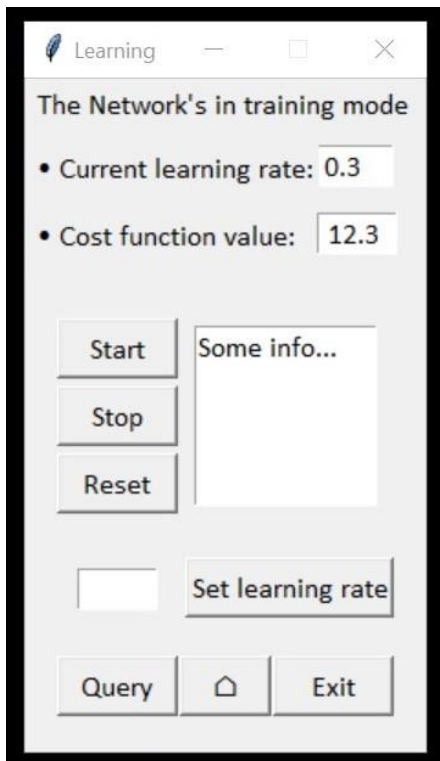 Learning
The Network's in training mode
• Current learning rate: 0.3
• Cost function value: 12.3
Start
Some info...
Stop
Reset
Set learning rate
Query
Exit